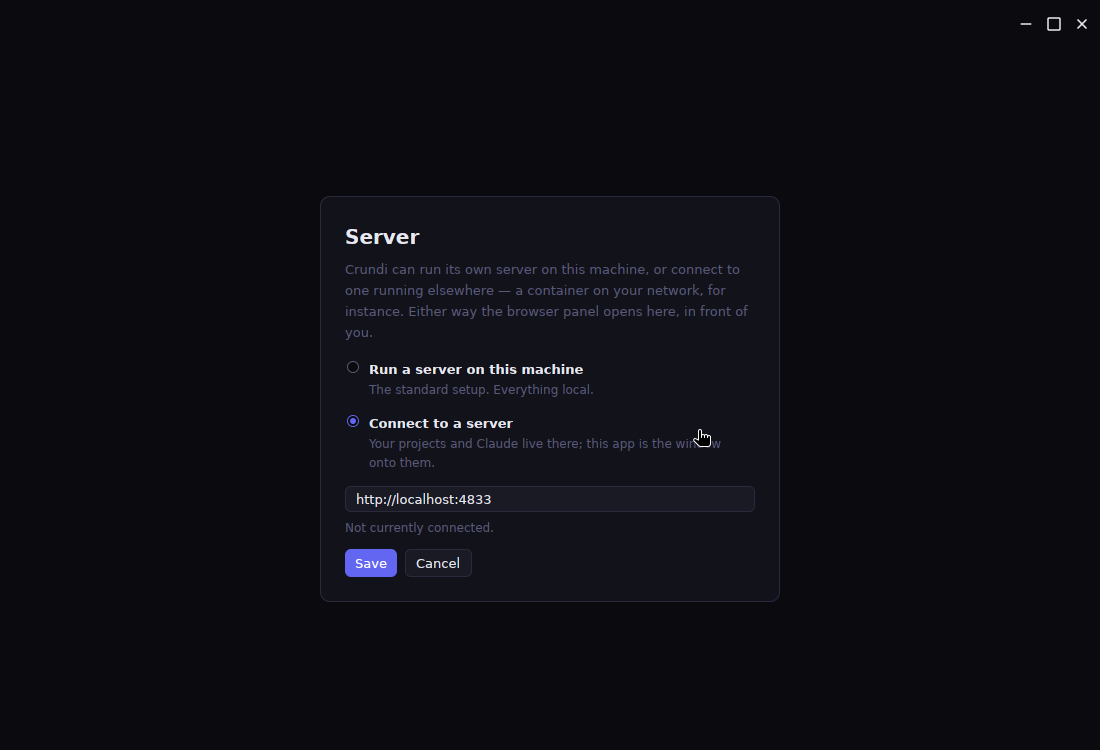 Server
Crundi can run its own server on this machine, or connect to
one running elsewhere — a container on your network, for
instance. Either way the browser panel opens here, in front of
you.
Run a server on this machine
The standard setup. Everything local.
Connect to a server
Your projects and Claude live there; this app is the window
onto them.
http://localhost:4833
Not currently connected.
Save Cancel